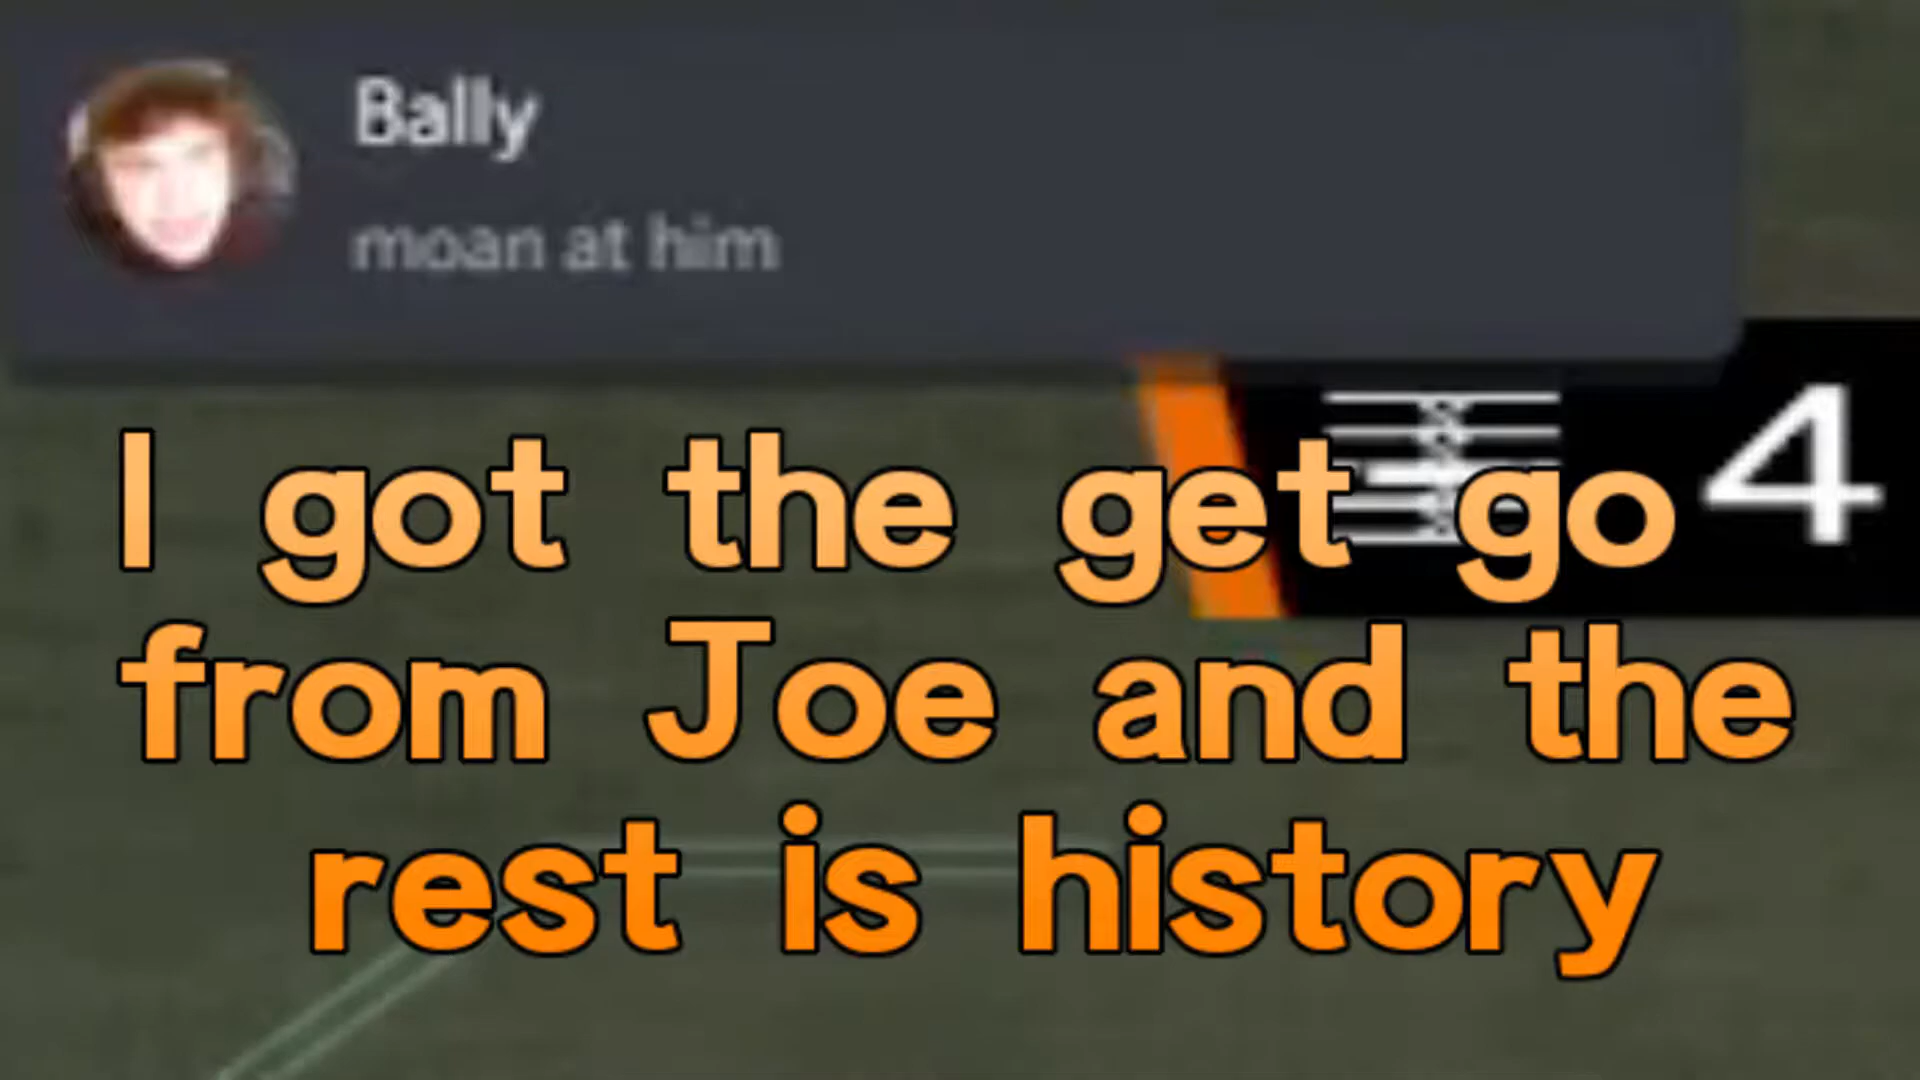 Bally
moan at him
4
I got the get go
from Joe and the
rest is history